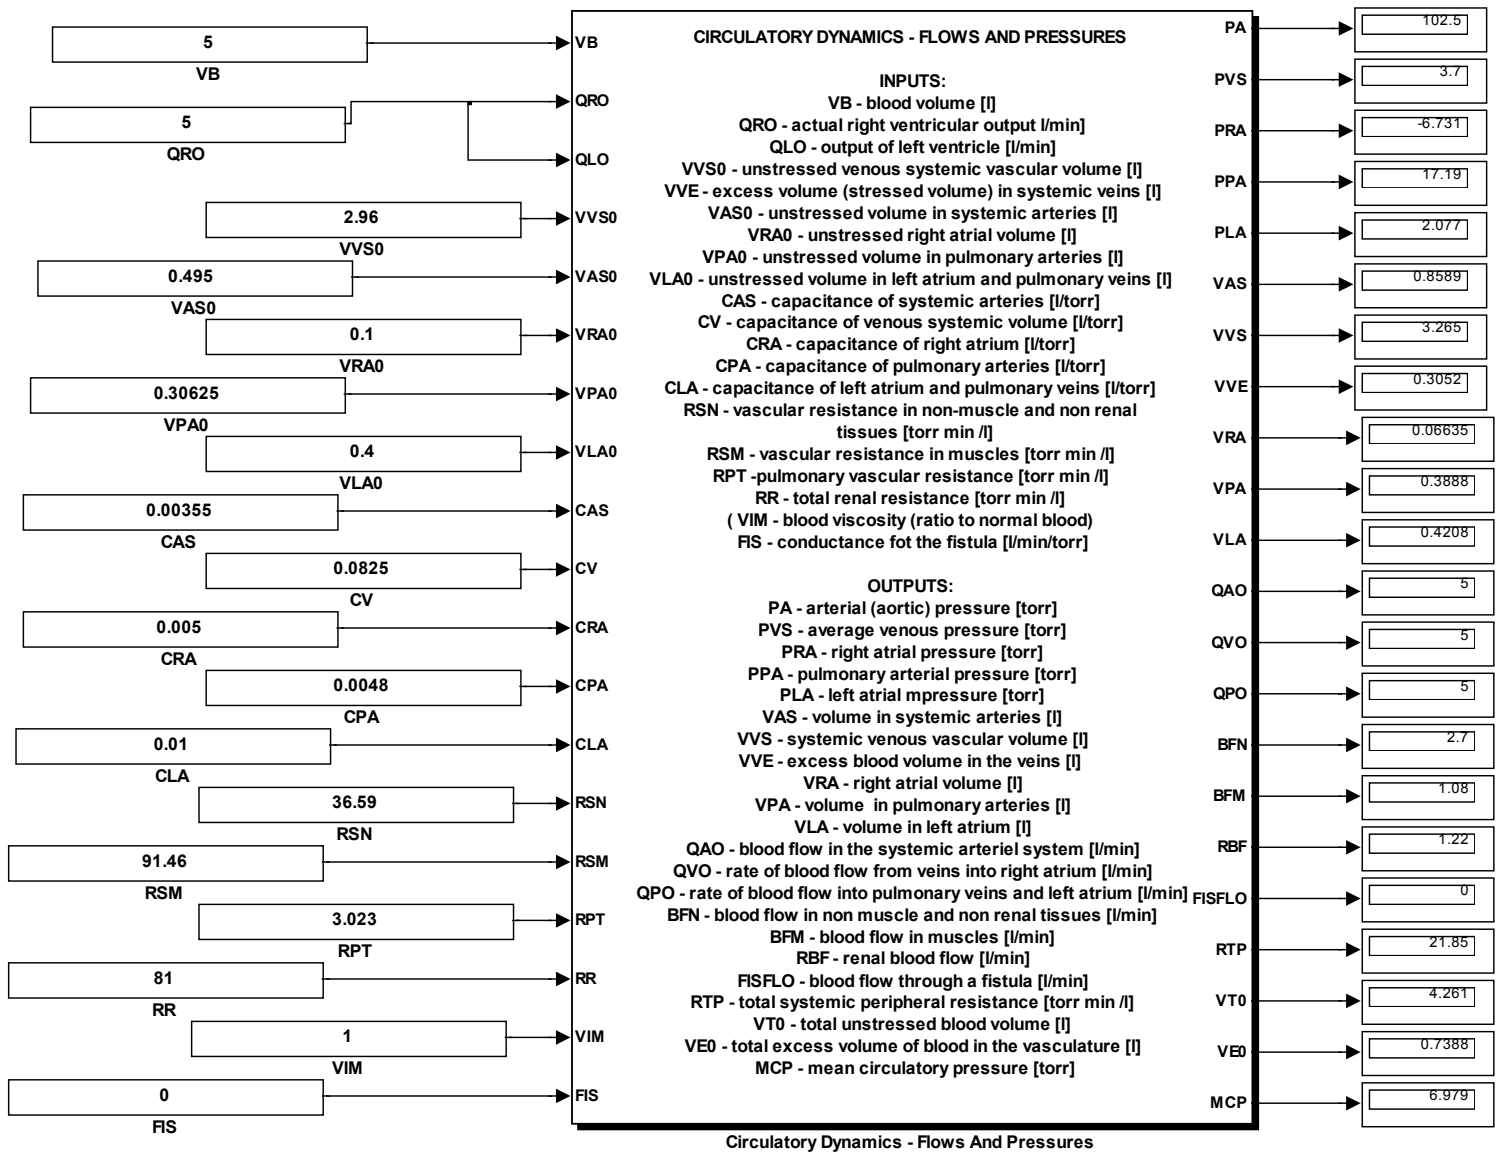 5
VB
5
QRO
2.96
VVS0
0.495
VAS0
0.1
VRA0
0.30625
VPA0
0.4
VLA0
0.00355
CAS
0.0825
CV
0.005
CRA
0.0048
CPA
0.01
CLA
36.59
RSN
91.46
RSM
3.023
RPT
81
RR
1
VIM
0
FIS
VB
QRO
QLO
VVS0
VAS0
VRA0
VPA0
VLA0
CAS
CV
CRA
CPA
CLA
RSN
RSM
RPT
RR
VIM
FIS
CIRCULATORY DYNAMICS - FLOWS AND PRESSURES
INPUTS:
VB - blood volume [l]
QRO - actual right ventricular output l/min]
QLO - output of left ventricle [l/min]
VVS0 - unstressed venous systemic vascular volume [l]
VVE - excess volume (stressed volume) in systemic veins [l]
VAS0 - unstressed volume in systemic arteries [l]
VRA0 - unstressed right atrial volume [l]
VPA0 - unstressed volume in pulmonary arteries [l]
VLA0 - unstressed volume in left atrium and pulmonary veins [l]
CAS - capacitance of systemic arteries [l/torr]
CV - capacitance of venous systemic volume [l/torr]
CRA - capacitance of right atrium [l/torr]
CPA - capacitance of pulmonary arteries [l/torr]
CLA - capacitance of left atrium and pulmonary veins [l/torr]
RSN - vascular resistance in non-muscle and non renal
tissues [torr min /l]
RSM - vascular resistance in muscles [torr min /l]
RPT -pulmonary vascular resistance [torr min /l]
RR - total renal resistance [torr min /l]
( VIM - blood viscosity (ratio to normal blood)
FIS - conductance fot the fistula [l/min/torr]
OUTPUTS:
PA - arterial (aortic) pressure [torr]
PVS - average venous pressure [torr]
PRA - right atrial pressure [torr]
PPA - pulmonary arterial pressure [torr]
PLA - left atrial mpressure [torr]
VAS - volume in systemic arteries [l]
VVS - systemic venous vascular volume [l]
VVE - excess blood volume in the veins [l]
VRA - right atrial volume [l]
VPA - volume  in pulmonary arteries [l]
VLA - volume in left atrium [l]
QAO - blood flow in the systemic arteriel system [l/min]
QVO - rate of blood flow from veins into right atrium [l/min]
QPO - rate of blood flow into pulmonary veins and left atrium [l/min]
BFN - blood flow in non muscle and non renal tissues [l/min]
BFM - blood flow in muscles [l/min]
RBF - renal blood flow [l/min]
FISFLO - blood flow through a fistula [l/min]
RTP - total systemic peripheral resistance [torr min /l]
VT0 - total unstressed blood volume [l]
VE0 - total excess volume of blood in the vasculature [l]
MCP - mean circulatory pressure [torr]
PA
PVS
PRA
PPA
PLA
VAS
VVS
VVE
VRA
VPA
VLA
QAO
QVO
QPO
BFN
BFM
RBF
FISFLO
RTP
VT0
VE0
MCP
102.5
3.7
-6.731
17.19
2.077
0.8589
3.265
0.3052
0.06635
0.3888
0.4208
5
5
5
2.7
1.08
1.22
0
21.85
4.261
0.7388
6.979
Circulatory Dynamics - Flows And Pressures